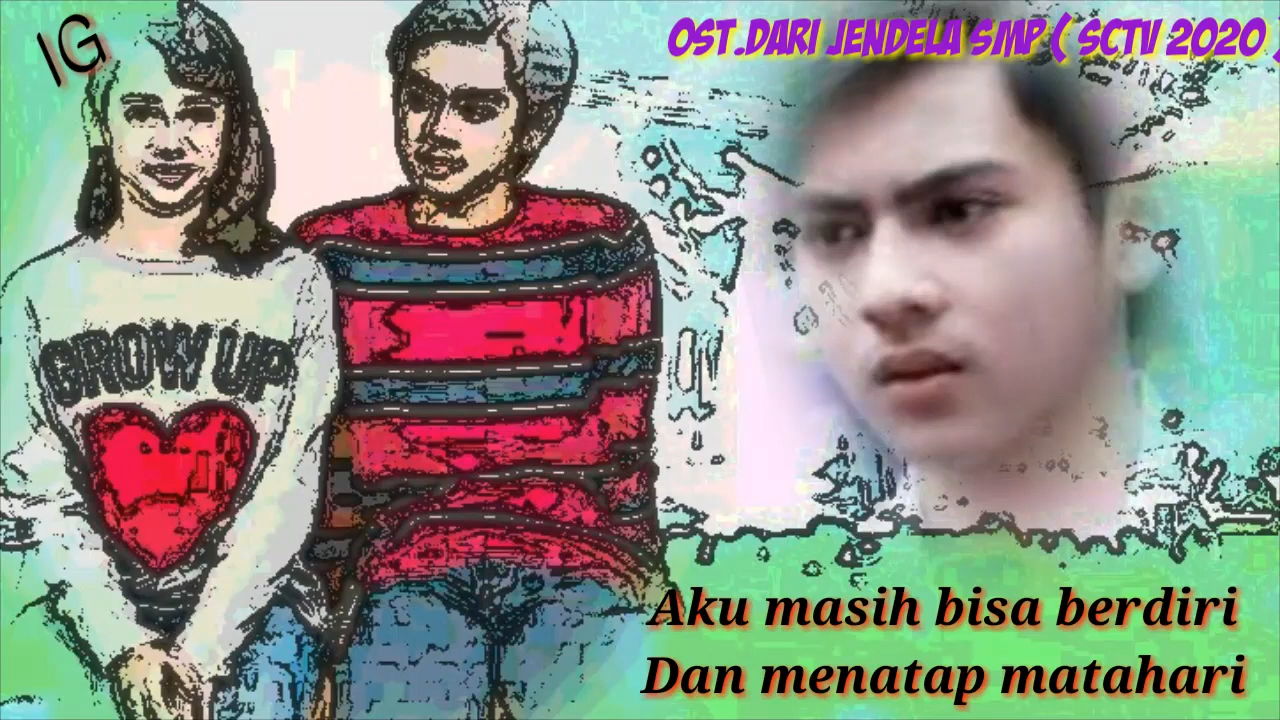 IG
OST.DARI JENDELA SMP ( SCTV 2020 )
GROW UP
Aku masih bisa berdiri
Dan menatap matahari